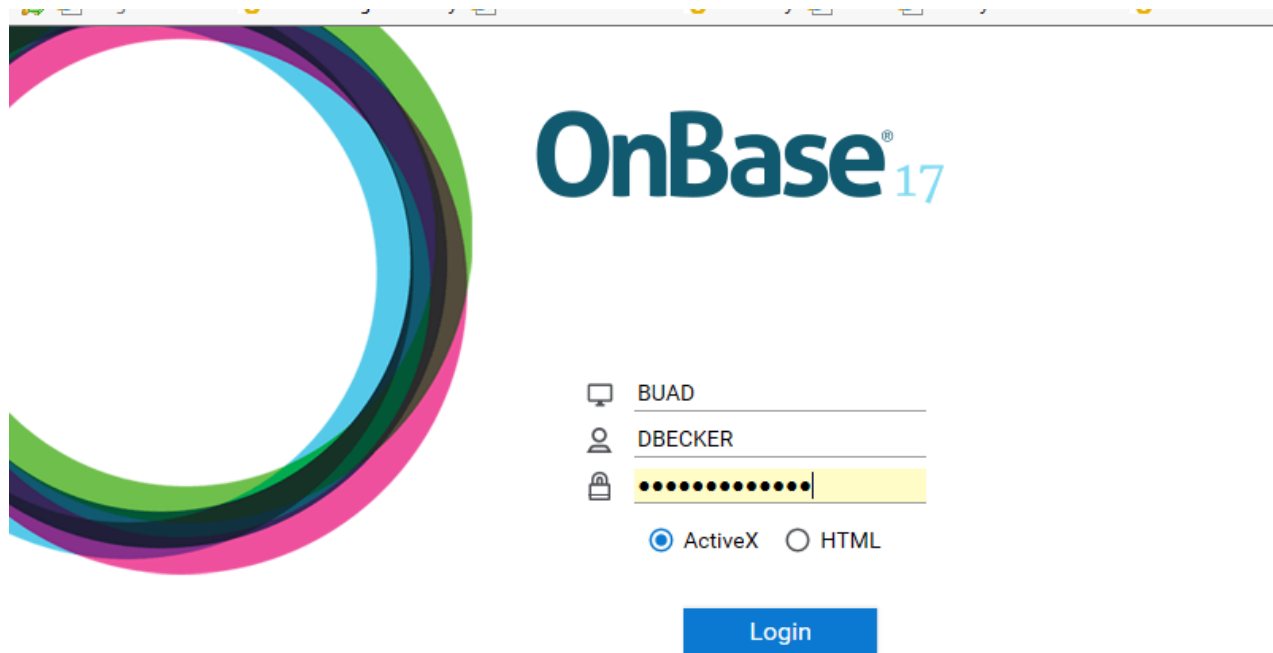 OnBase® 17
BUAD
DBECKER
•••••••••••••
ActiveX HTML
Login